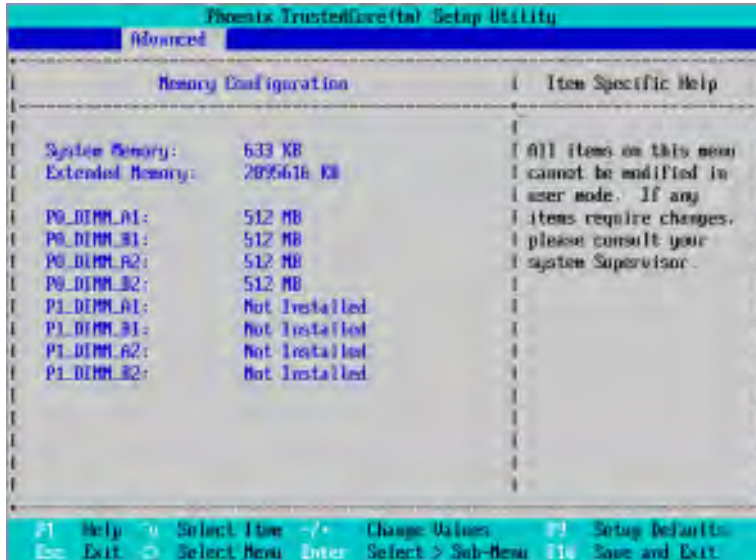 Phoenix TrustedCore(tm) Setup Utility
Advanced
Memory Configuration
Item Specific Help
System Memory: 633 KB
Extended Memory: 2095616 KB
P0_DIMM_A1: 512 MB
P0_DIMM_B1: 512 MB
P0_DIMM_A2: 512 MB
P0_DIMM_B2: 512 MB
P1_DIMM_A1: Not Installed
P1_DIMM_B1: Not Installed
P1_DIMM_A2: Not Installed
P1_DIMM_B2: Not Installed
All items on this menu
cannot be modified in
user mode. If any
items require changes,
please consult your
system Supervisor.
F1 Help Select Item -/+ Change Values F9 Setup Defaults
Esc Exit Select Menu Enter Select > Sub-Menu F10 Save and Exit